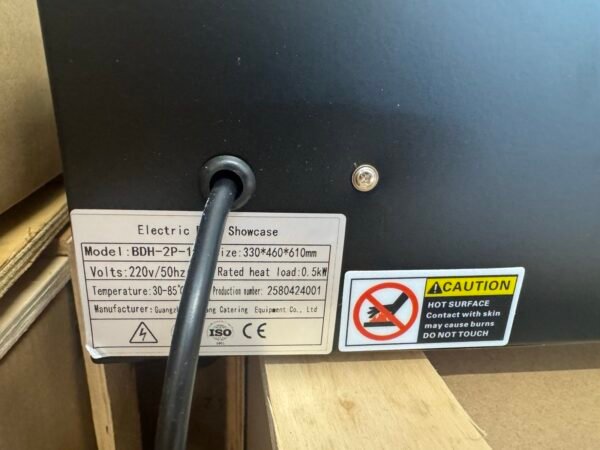 Electric Showcase
Model:BDH-2P-1 Size:330*460*610mm
Volts:220v/50hz Rated heat load:0.5kW
Temperature:30-85℃ Production number:2580424001
Manufacturer: Catering Equipment Co., Ltd
ISO CE
CAUTION
HOT SURFACE
Contact with skin
may cause burns
DO NOT TOUCH